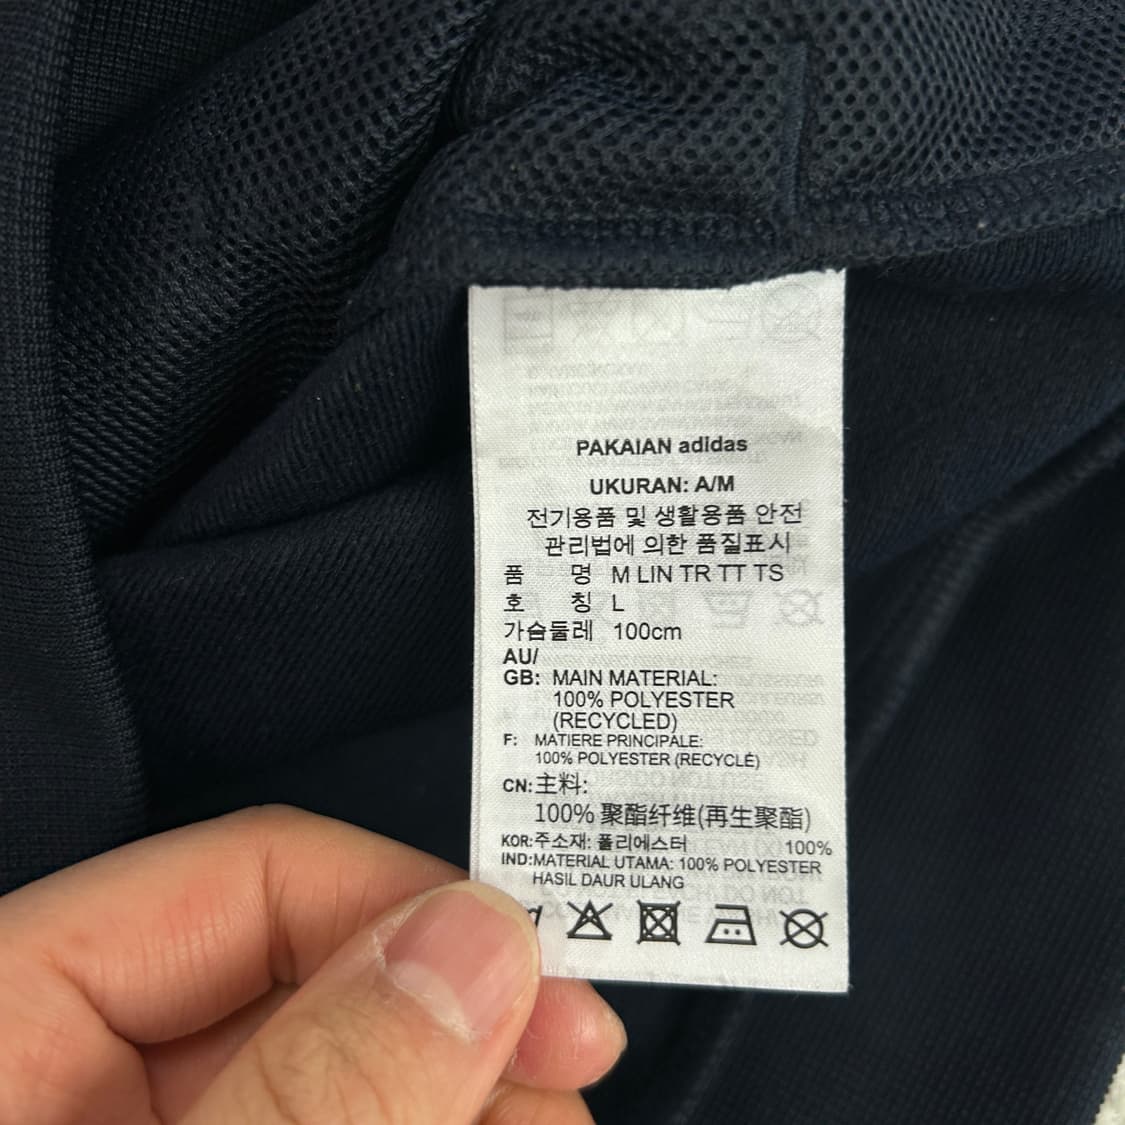 PAKAIAN adidas
UKURAN: A/M
전기용품 및 생활용품 안전
관리법에 의한 품질표시
품 명 M LIN TR TT TS
호 칭 L
가슴둘레 100cm
AU/
GB: MAIN MATERIAL:
100% POLYESTER
(RECYCLED)
F: MATIERE PRINCIPALE:
100% POLYESTER (RECYCLÉ)
CN:主料:
100% 聚酯纤维(再生聚酯)
KOR:주소재: 폴리에스터 100%
IND:MATERIAL UTAMA: 100% POLYESTER
HASIL DAUR ULANG